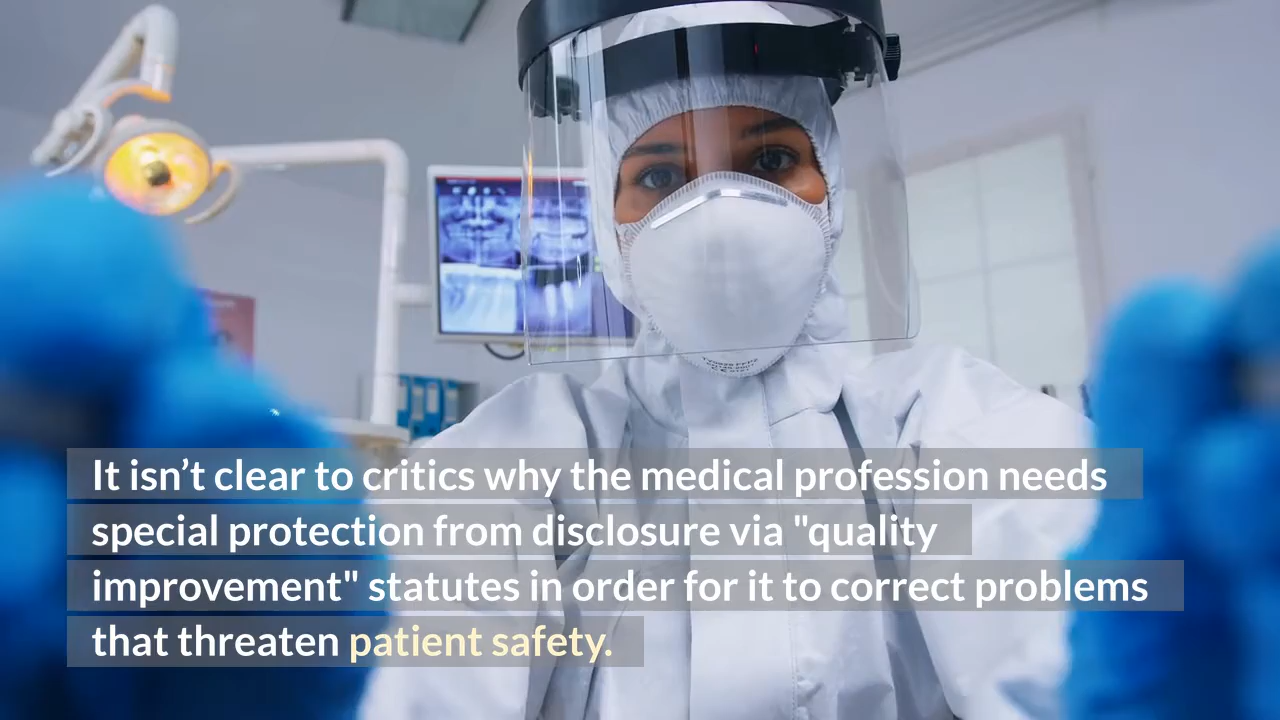 It isn’t clear to critics why the medical profession needs
special protection from disclosure via "quality
improvement" statutes in order for it to correct problems
that threaten patient safety.